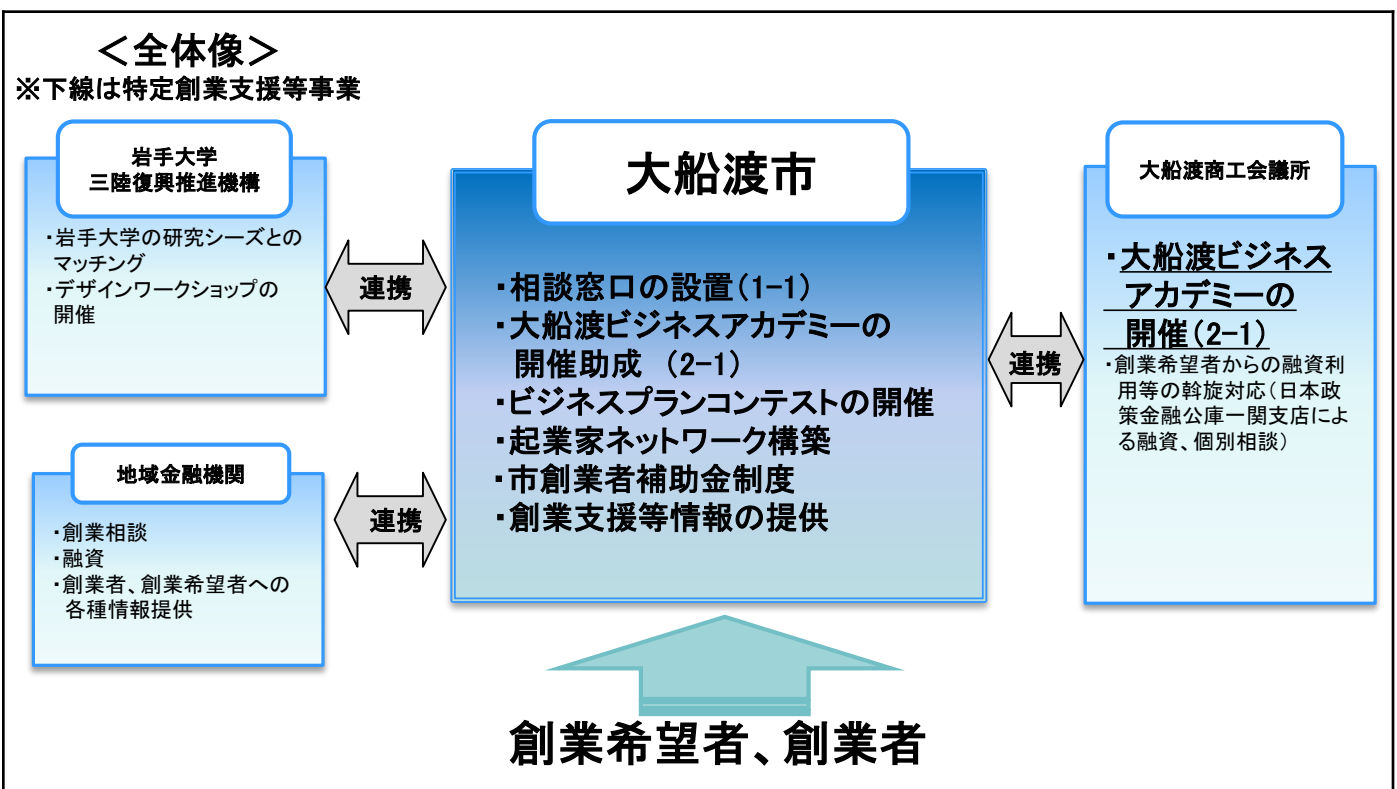 ＜全体像＞
※下線は特定創業支援等事業
岩手大学
三陸復興推進機構
・岩手大学の研究シーズとの
マッチング
・デザインワークショップの
開催
連携
地域金融機関
・創業相談
・融資
・創業者、創業希望者への
各種情報提供
連携
大船渡市
・相談窓口の設置(1-1)
・大船渡ビジネスアカデミーの
開催助成 (2-1)
・ビジネスプランコンテストの開催
・起業家ネットワーク構築
・市創業者補助金制度
・創業支援等情報の提供
連携
大船渡商工会議所
・大船渡ビジネス
アカデミーの
開催(2-1)
・創業希望者からの融資利
用等の斡旋対応(日本政
策金融公庫一関支店によ
る融資、個別相談)
創業希望者、創業者